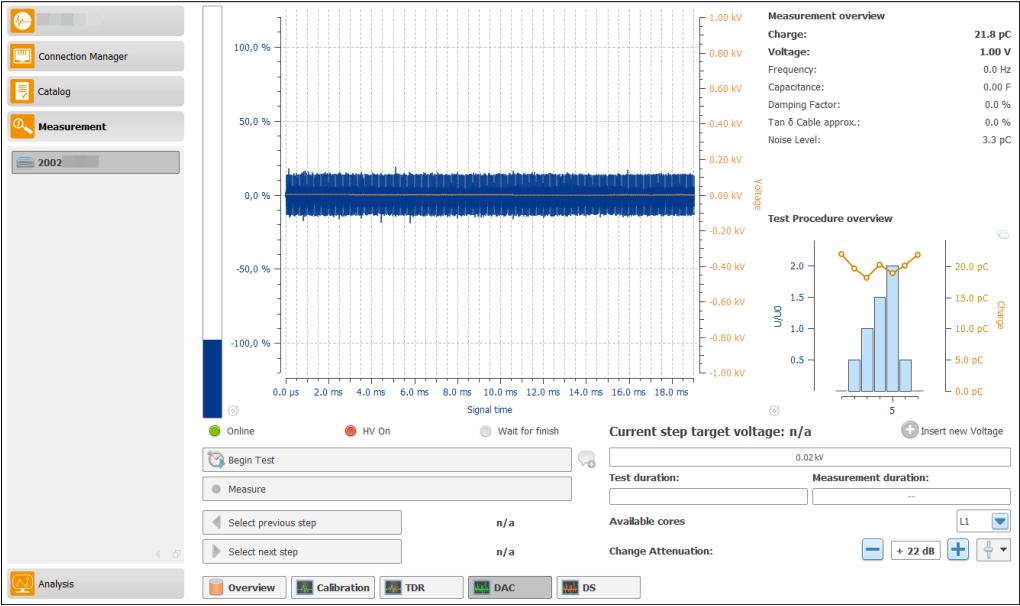 Connection Manager
Catalog
Measurement
2002
Analysis
100,0 %
50,0 %
0,0 %
-50,0 %
-100,0 %
1.00 kV
0.80 kV
0.60 kV
0.40 kV
0.20 kV
0.00 kV
-0.20 kV
-0.40 kV
-0.60 kV
-0.80 kV
-1.00 kV
Voltage
0.0 µs 2.0 ms 4.0 ms 6.0 ms 8.0 ms 10.0 ms 12.0 ms 14.0 ms 16.0 ms 18.0 ms
Signal time
Measurement overview
Charge: 21.8 pC
Voltage: 1.00 V
Frequency: 0.0 Hz
Capacitance: 0.00 F
Damping Factor: 0.0 %
Tan δ Cable approx.: 0.0 %
Noise Level: 3.3 pC
Test Procedure overview
2.0
1.5
1.0
0.5
U/U0
20.0 pC
15.0 pC
10.0 pC
5.0 pC
0.0 pC
Charge
5
Online HV On Wait for finish
Begin Test
Measure
Select previous step n/a
Select next step n/a
Current step target voltage: n/a Insert new Voltage
0.02 kV
Test duration: Measurement duration:
--
Available cores L1
Change Attenuation: + 22 dB
Overview Calibration TDR DAC DS